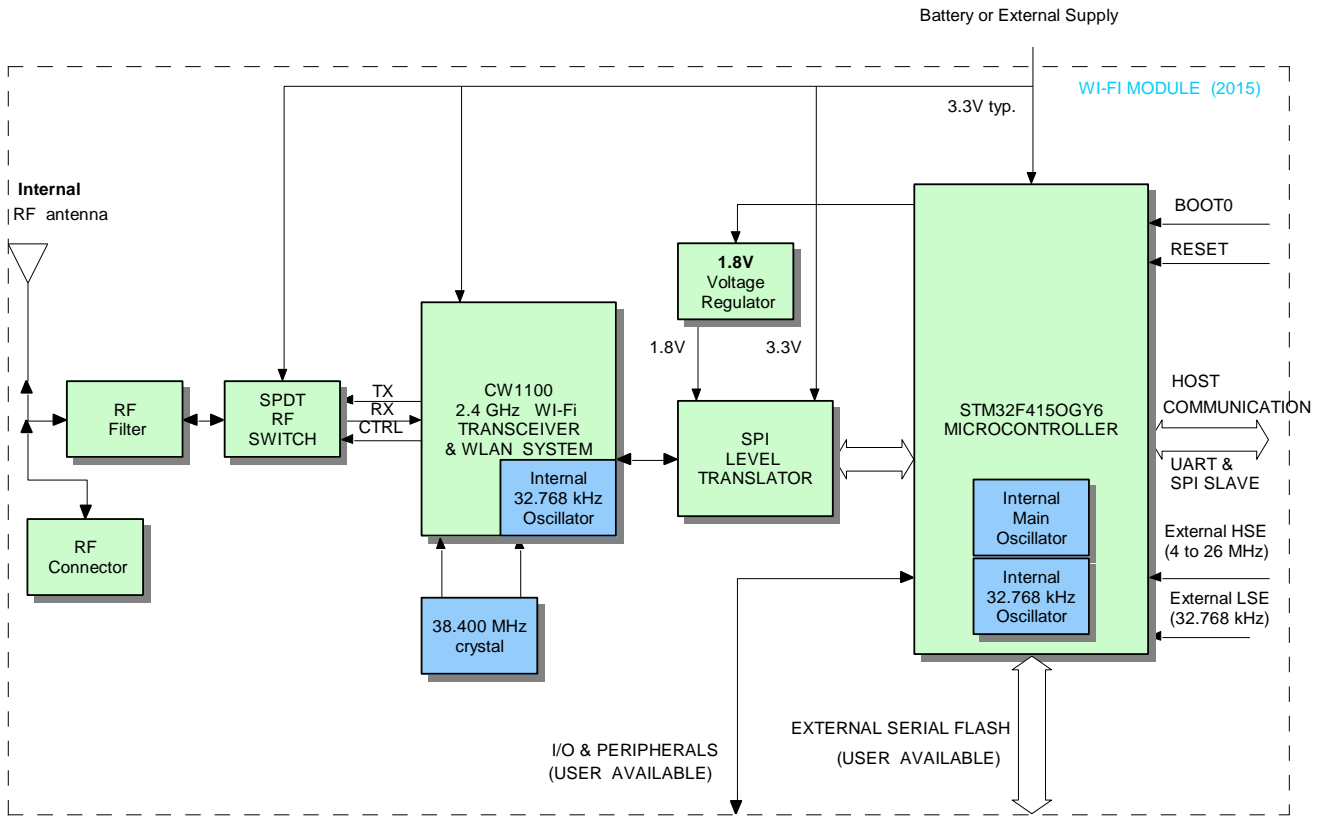 Battery or External Supply
WI-FI MODULE (2015)
3.3V typ.
Internal
RF antenna
BOOT0
RESET
1.8V
Voltage
Regulator
1.8V
3.3V
RF
Filter
SPDT
RF
SWITCH
TX
RX
CTRL
CW1100
2.4 GHz WI-Fi
TRANSCEIVER
& WLAN SYSTEM
Internal
32.768 kHz
Oscillator
SPI
LEVEL
TRANSLATOR
STM32F415OGY6
MICROCONTROLLER
HOST
COMMUNICATION
UART &
SPI SLAVE
Internal
Main
Oscillator
Internal
32.768 kHz
Oscillator
External HSE
(4 to 26 MHz)
External LSE
(32.768 kHz)
RF
Connector
38.400 MHz
crystal
I/O & PERIPHERALS
(USER AVAILABLE)
EXTERNAL SERIAL FLASH
(USER AVAILABLE)